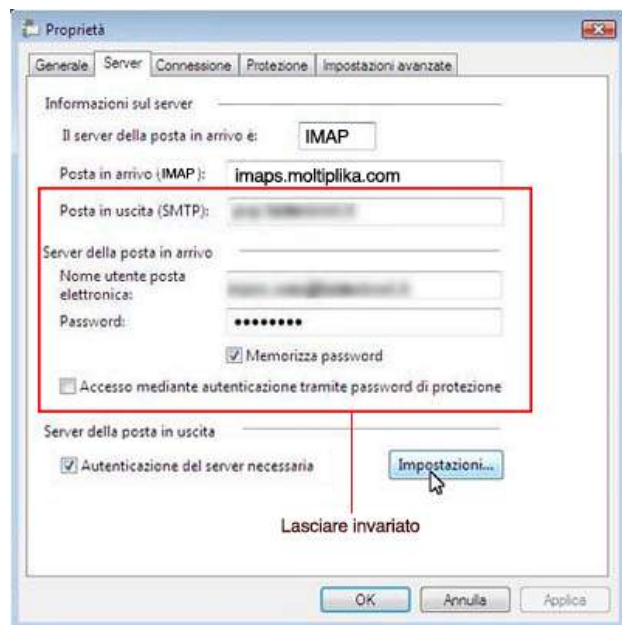 Proprietà
Generale Server Connessione Protezione Impostazioni avanzate
Informazioni sul server
Il server della posta in arrivo è: IMAP
Posta in arrivo (IMAP): imaps.moltiplika.com
Posta in uscita (SMTP):
Server della posta in arrivo
Nome utente posta
elettronica:
Password: ••••••••
Memorizza password
Accesso mediante autenticazione tramite password di protezione
Server della posta in uscita
Autenticazione del server necessaria Impostazioni...
Lasciare invariato
OK Annulla Applica